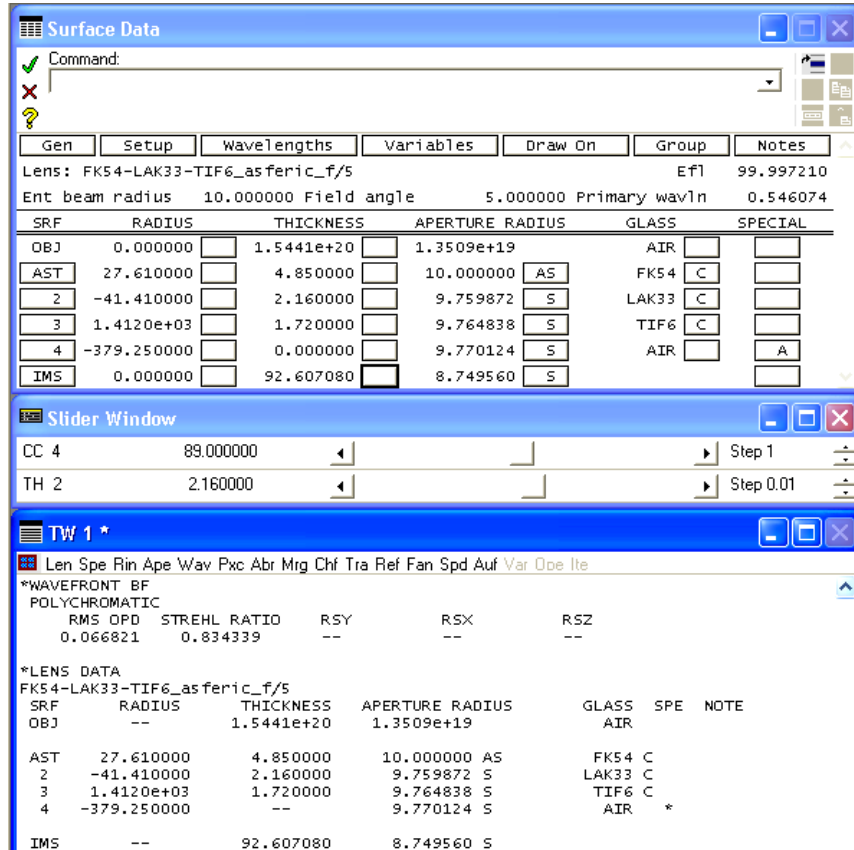 Surface Data
Command:
Gen Setup Wavelengths Variables Draw On Group Notes
Lens: FK54-LAK33-TIF6_asferic_f/5 Efl 99.997210
Ent beam radius 10.000000 Field angle 5.000000 Primary wavln 0.546074
SRF RADIUS THICKNESS APERTURE RADIUS GLASS SPECIAL
OBJ 0.000000 1.5441e+20 1.3509e+19 AIR
AST 27.610000 4.850000 10.000000 AS FK54 C
2 -41.410000 2.160000 9.759872 S LAK33 C
3 1.4120e+03 1.720000 9.764838 S TIF6 C
4 -379.250000 0.000000 9.770124 S AIR A
IMS 0.000000 92.607080 8.749560 S
Slider Window
CC 4 89.000000 Step 1
TH 2 2.160000 Step 0.01
TW 1 *
Len Spe Rin Ape Wav Pxc Abr Mrg Chf Tra Ref Fan Spd Auf Var Ope Ite
*WAVEFRONT BF
POLYCHROMATIC
RMS OPD STREHL RATIO RSY RSX RSZ
0.066821 0.834339 -- -- --
*LENS DATA
FK54-LAK33-TIF6_asferic_f/5
SRF RADIUS THICKNESS APERTURE RADIUS GLASS SPE NOTE
OBJ -- 1.5441e+20 1.3509e+19 AIR
AST 27.610000 4.850000 10.000000 AS FK54 C
2 -41.410000 2.160000 9.759872 S LAK33 C
3 1.4120e+03 1.720000 9.764838 S TIF6 C
4 -379.250000 -- 9.770124 S AIR *
IMS -- 92.607080 8.749560 S